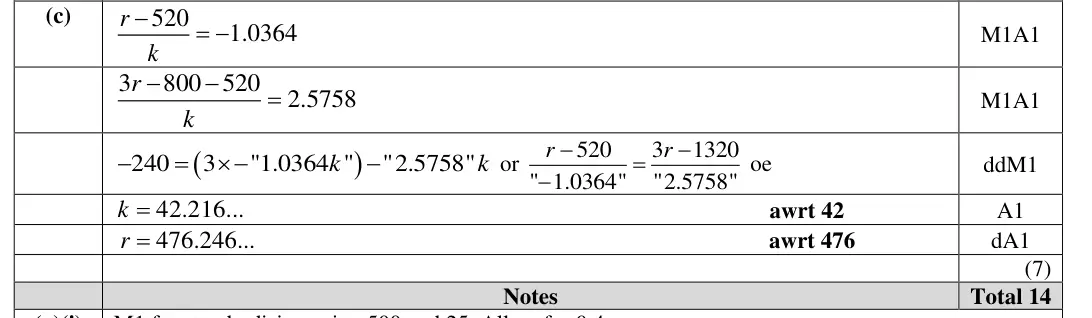 (c) (r − 520)/k = −1.0364 M1A1
(3r − 800 − 520)/k = 2.5758 M1A1
−240 = (3 × −"1.0364k") − "2.5758"k or (r − 520)/"−1.0364" = (3r − 1320)/"2.5758" oe ddM1
k = 42.216... awrt 42 A1
r = 476.246... awrt 476 dA1
(7)
Notes Total 14